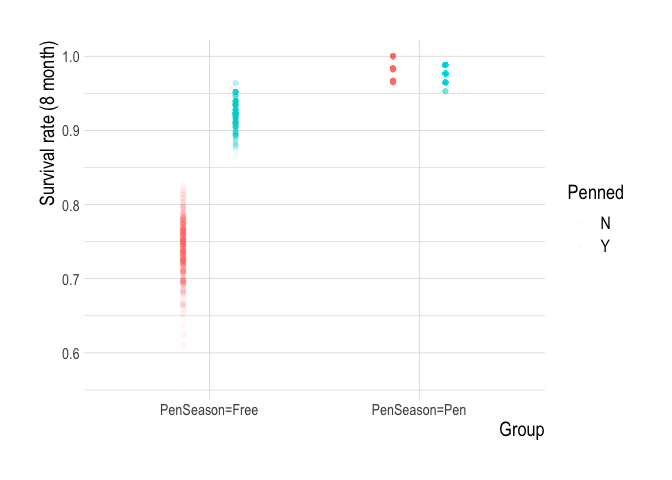 Survival rate (8 month)
1.0
0.9
0.8
0.7
0.6
PenSeason=Free
PenSeason=Pen
Group
Penned
N
Y